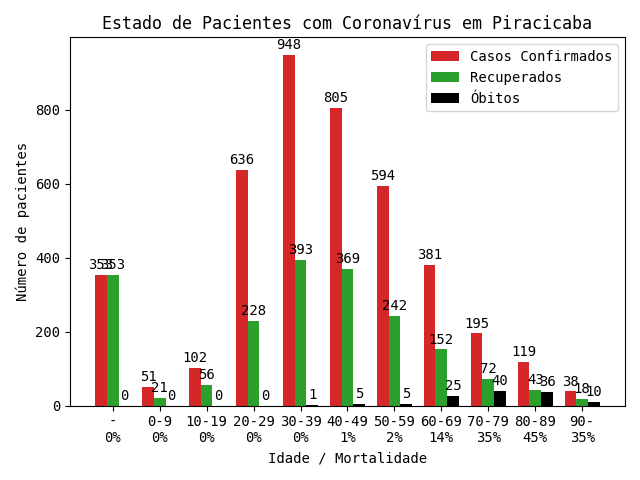 Estado de Pacientes com Coronavírus em Piracicaba
Casos Confirmados
Recuperados
Óbitos
Número de pacientes
800
600
400
200
0
353 353 0
51 21 0
102 56 0
636 228 0
948 393 1
805 369 5
594 242 5
381 152 25
195 72 40
119 43 36
38 18 10
- 0-9 10-19 20-29 30-39 40-49 50-59 60-69 70-79 80-89 90-
0% 0% 0% 0% 0% 1% 2% 14% 35% 45% 35%
Idade / Mortalidade